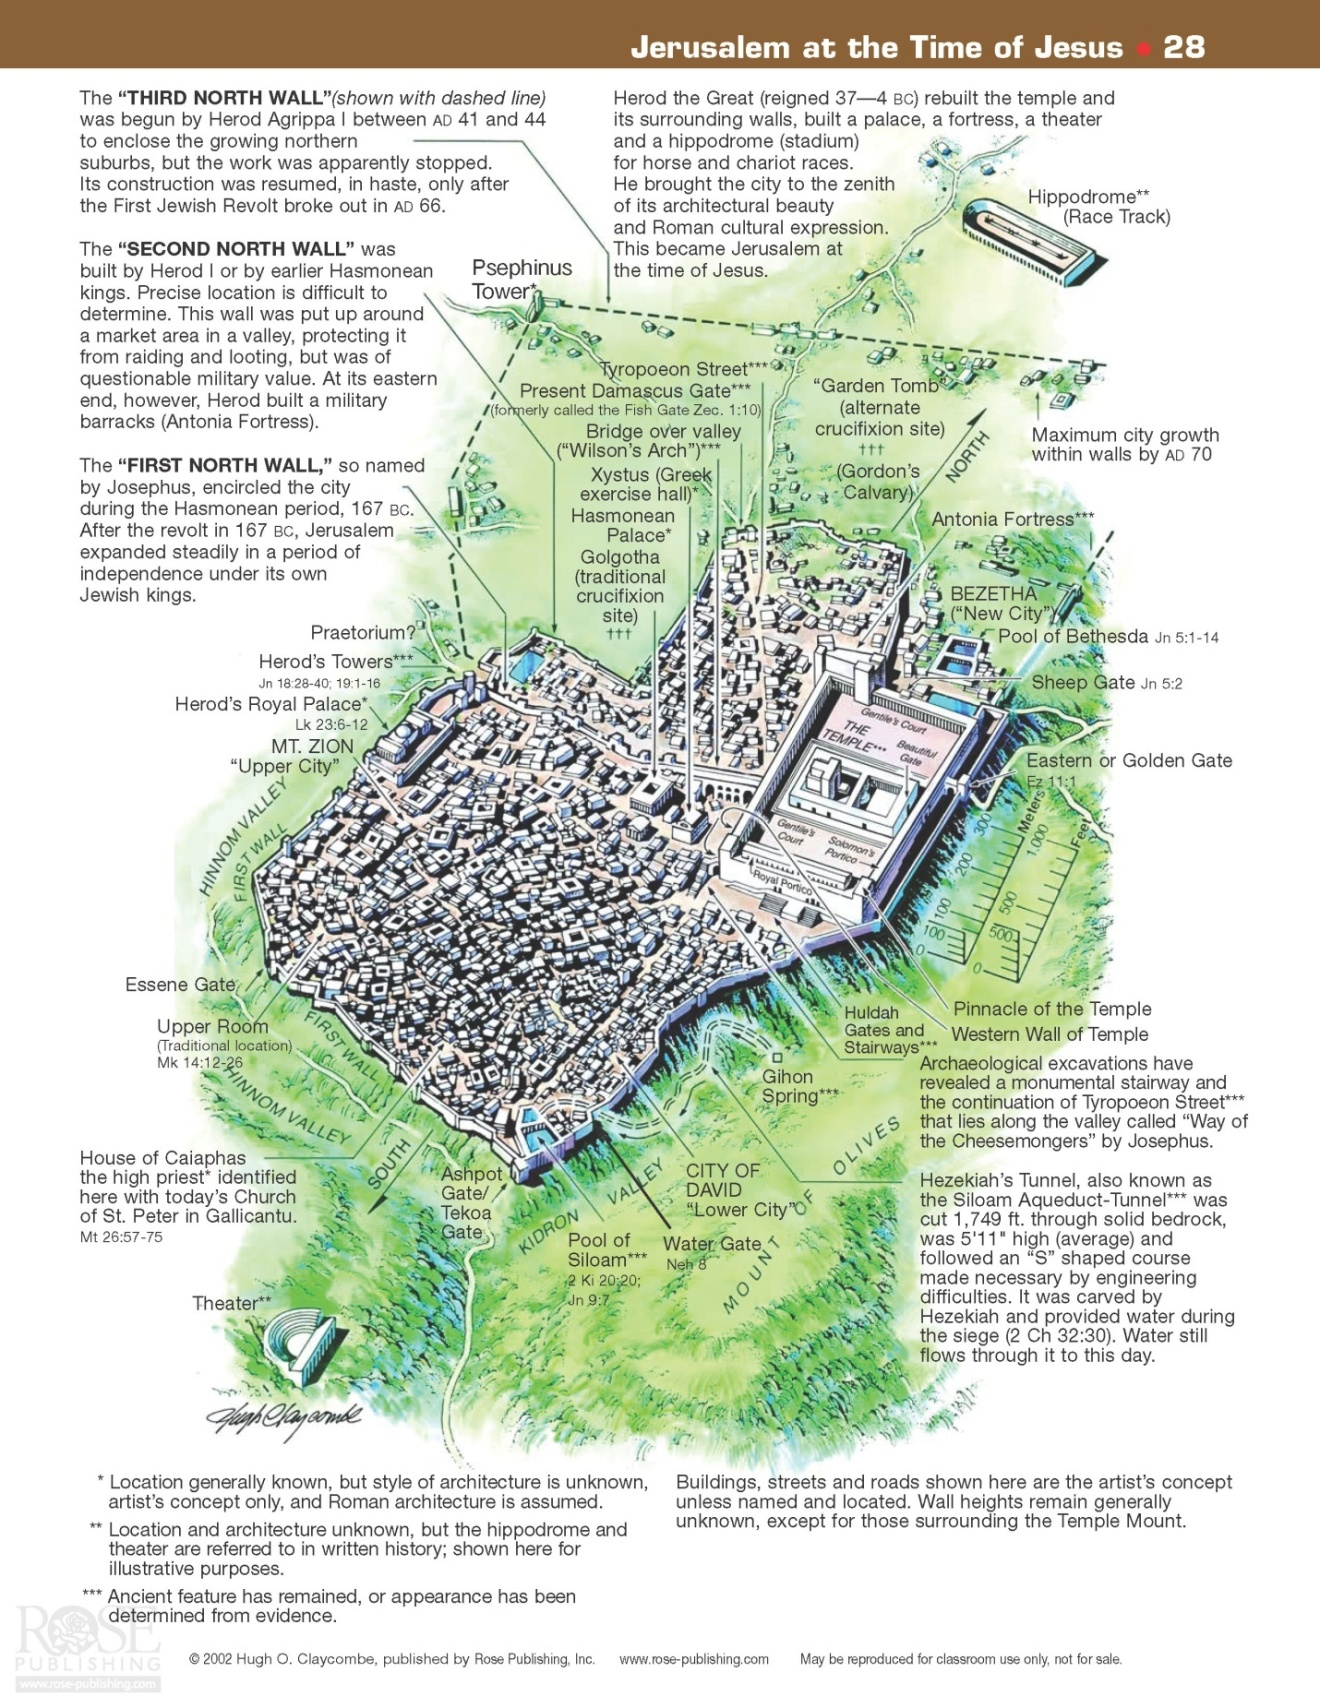 Jerusalem at the Time of Jesus • 28
The “THIRD NORTH WALL”(shown with dashed line)
was begun by Herod Agrippa I between AD 41 and 44
to enclose the growing northern
suburbs, but the work was apparently stopped.
Its construction was resumed, in haste, only after
the First Jewish Revolt broke out in AD 66.
The “SECOND NORTH WALL” was
built by Herod I or by earlier Hasmonean
kings. Precise location is difficult to
determine. This wall was put up around
a market area in a valley, protecting it
from raiding and looting, but was of
questionable military value. At its eastern
end, however, Herod built a military
barracks (Antonia Fortress).
The “FIRST NORTH WALL,” so named
by Josephus, encircled the city
during the Hasmonean period, 167 BC.
After the revolt in 167 BC, Jerusalem
expanded steadily in a period of
independence under its own
Jewish kings.
Herod the Great (reigned 37—4 BC) rebuilt the temple and
its surrounding walls, built a palace, a fortress, a theater
and a hippodrome (stadium)
for horse and chariot races.
He brought the city to the zenith
of its architectural beauty
and Roman cultural expression.
This became Jerusalem at
the time of Jesus.
Hippodrome**
(Race Track)
Psephinus
Tower*
Tyropoeon Street***
Present Damascus Gate***
(formerly called the Fish Gate Zec. 1:10)
Bridge over valley
(“Wilson’s Arch”)***
Xystus (Greek
exercise hall)*
Hasmonean
Palace*
Golgotha
(traditional
crucifixion
site)
†††
“Garden Tomb”
(alternate
crucifixion site)
†††
(Gordon’s
Calvary)
NORTH
Maximum city growth
within walls by AD 70
Antonia Fortress***
BEZETHA
(“New City”)
Pool of Bethesda Jn 5:1-14
Sheep Gate Jn 5:2
Eastern or Golden Gate
Ez 11:1
Praetorium?
Herod’s Towers***
Jn 18:28-40; 19:1-16
Herod’s Royal Palace*
Lk 23:6-12
MT. ZION
“Upper City”
HINNOM VALLEY
FIRST WALL
Gentile’s Court
THE
TEMPLE***
Beautiful
Gate
Gentile’s
Court
Solomon’s
Portico
Royal Portico
Meters
300
200
100
0
Feet
1,000
500
0
100
500
Essene Gate
Upper Room
(Traditional location)
Mk 14:12-26
FIRST WALL
HINNOM VALLEY
SOUTH
House of Caiaphas
the high priest* identified
here with today’s Church
of St. Peter in Gallicantu.
Mt 26:57-75
Ashpot
Gate/
Tekoa
Gate
KIDRON VALLEY
Pool of
Siloam***
2 Ki 20:20;
Jn 9:7
Water Gate
Neh 8
CITY OF
DAVID
“Lower City”
MOUNT OF OLIVES
Gihon
Spring***
Huldah
Gates and
Stairways***
Pinnacle of the Temple
Western Wall of Temple
Archaeological excavations have
revealed a monumental stairway and
the continuation of Tyropoeon Street***
that lies along the valley called “Way of
the Cheesemongers” by Josephus.
Hezekiah’s Tunnel, also known as
the Siloam Aqueduct-Tunnel*** was
cut 1,749 ft. through solid bedrock,
was 5'11" high (average) and
followed an “S” shaped course
made necessary by engineering
difficulties. It was carved by
Hezekiah and provided water during
the siege (2 Ch 32:30). Water still
flows through it to this day.
Theater**
Hugh Claycombe
* Location generally known, but style of architecture is unknown,
artist’s concept only, and Roman architecture is assumed.
** Location and architecture unknown, but the hippodrome and
theater are referred to in written history; shown here for
illustrative purposes.
*** Ancient feature has remained, or appearance has been
determined from evidence.
Buildings, streets and roads shown here are the artist’s concept
unless named and located. Wall heights remain generally
unknown, except for those surrounding the Temple Mount.
ROSE
PUBLISHING
www.rose-publishing.com
© 2002 Hugh O. Claycombe, published by Rose Publishing, Inc. www.rose-publishing.com May be reproduced for classroom use only, not for sale.